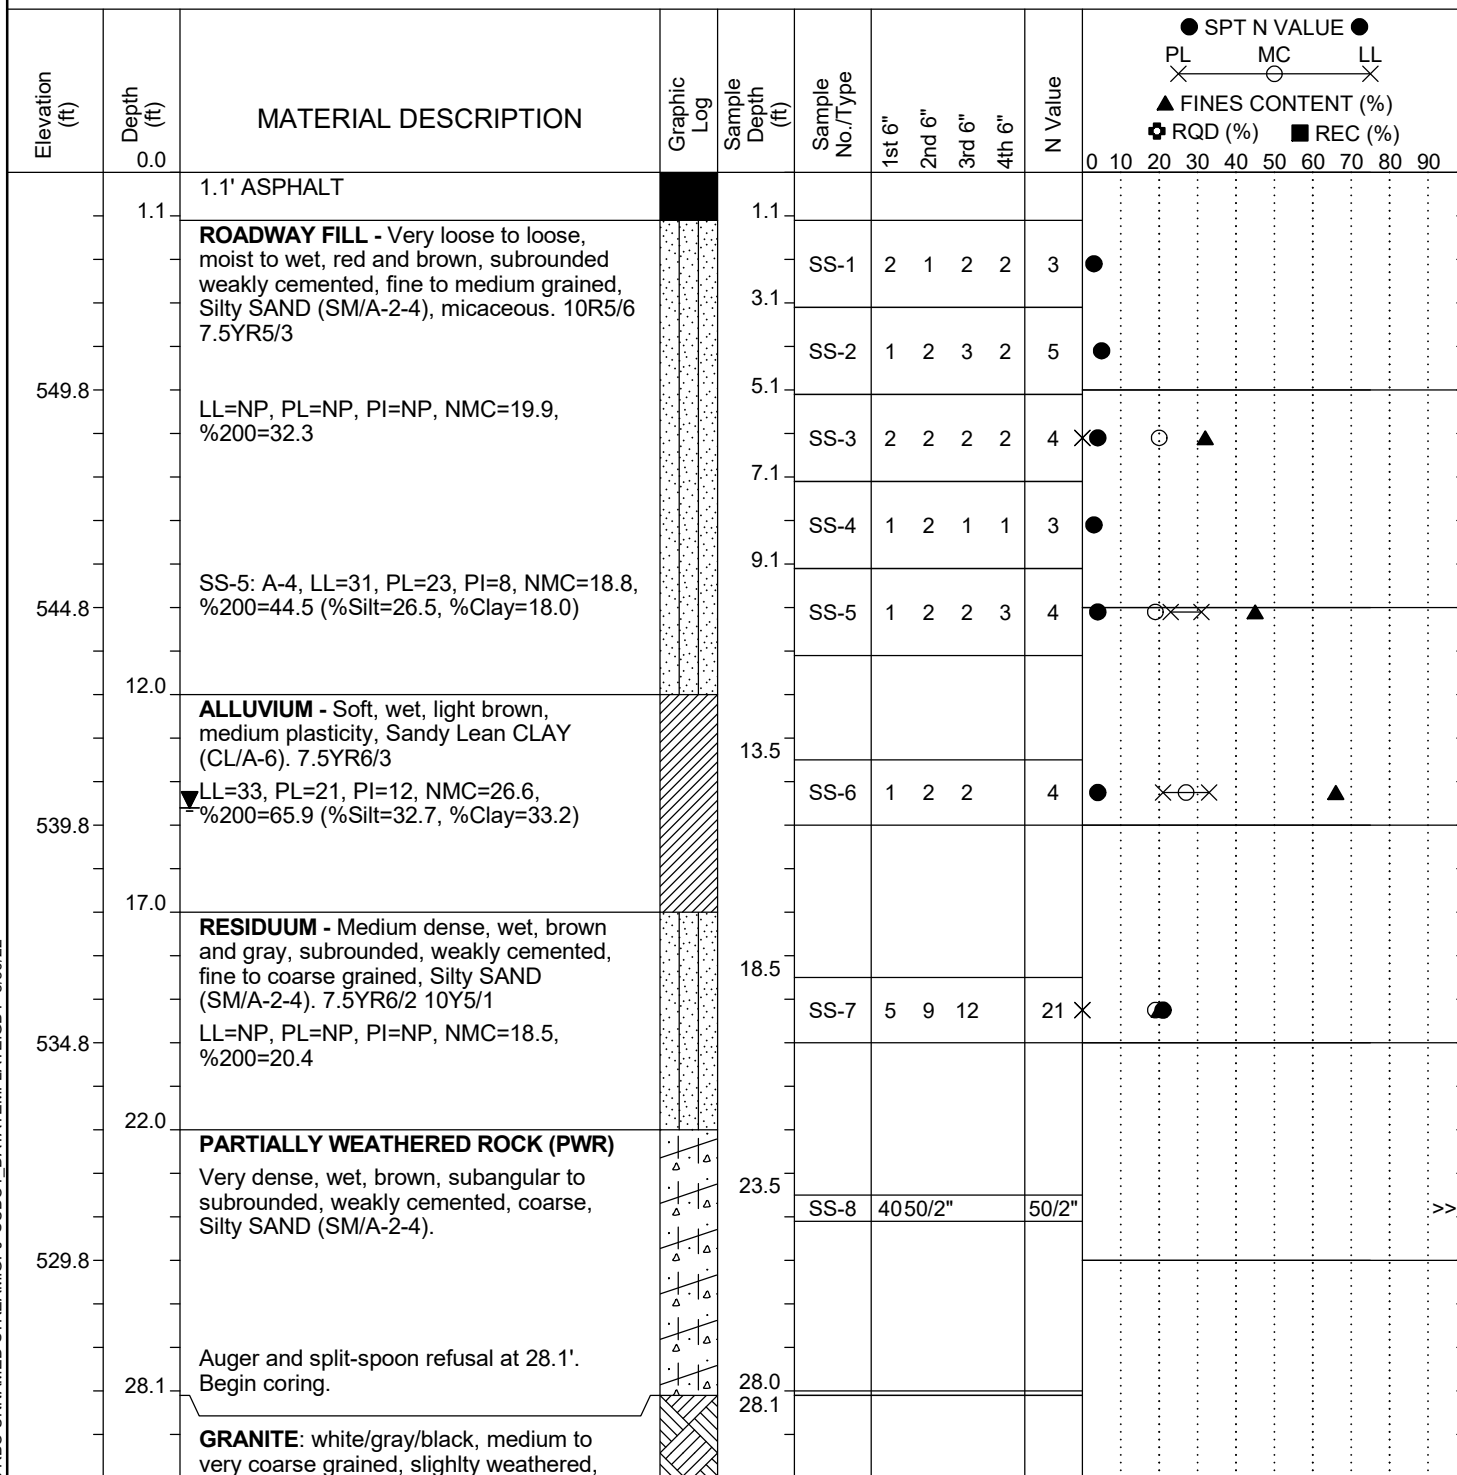 Elevation (ft)
Depth (ft)
0.0
MATERIAL DESCRIPTION
Graphic Log
Sample Depth (ft)
Sample No./Type
1st 6"
2nd 6"
3rd 6"
4th 6"
N Value
SPT N VALUE
PL MC LL
FINES CONTENT (%)
RQD (%) REC (%)
0 10 20 30 40 50 60 70 80 90
1.1' ASPHALT
1.1 1.1
ROADWAY FILL - Very loose to loose,
moist to wet, red and brown, subrounded
weakly cemented, fine to medium grained,
Silty SAND (SM/A-2-4), micaceous. 10R5/6
7.5YR5/3
SS-1 2 1 2 2 3
3.1
SS-2 1 2 3 2 5
549.8 5.1
LL=NP, PL=NP, PI=NP, NMC=19.9,
%200=32.3
SS-3 2 2 2 2 4
7.1
SS-4 1 2 1 1 3
9.1
SS-5: A-4, LL=31, PL=23, PI=8, NMC=18.8,
%200=44.5 (%Silt=26.5, %Clay=18.0)
544.8
SS-5 1 2 2 3 4
12.0
ALLUVIUM - Soft, wet, light brown,
medium plasticity, Sandy Lean CLAY
(CL/A-6). 7.5YR6/3
13.5
LL=33, PL=21, PI=12, NMC=26.6,
%200=65.9 (%Silt=32.7, %Clay=33.2)
SS-6 1 2 2 4
539.8
17.0
RESIDUUM - Medium dense, wet, brown
and gray, subrounded, weakly cemented,
fine to coarse grained, Silty SAND
(SM/A-2-4). 7.5YR6/2 10Y5/1
18.5
SS-7 5 9 12 21
LL=NP, PL=NP, PI=NP, NMC=18.5,
%200=20.4
534.8
22.0
PARTIALLY WEATHERED ROCK (PWR)
Very dense, wet, brown, subangular to
subrounded, weakly cemented, coarse,
Silty SAND (SM/A-2-4).
23.5
SS-8 40 50/2" 50/2" >>
529.8
Auger and split-spoon refusal at 28.1'.
Begin coring.
28.1 28.0
28.1
GRANITE: white/gray/black, medium to
very coarse grained, slighlty weathered,